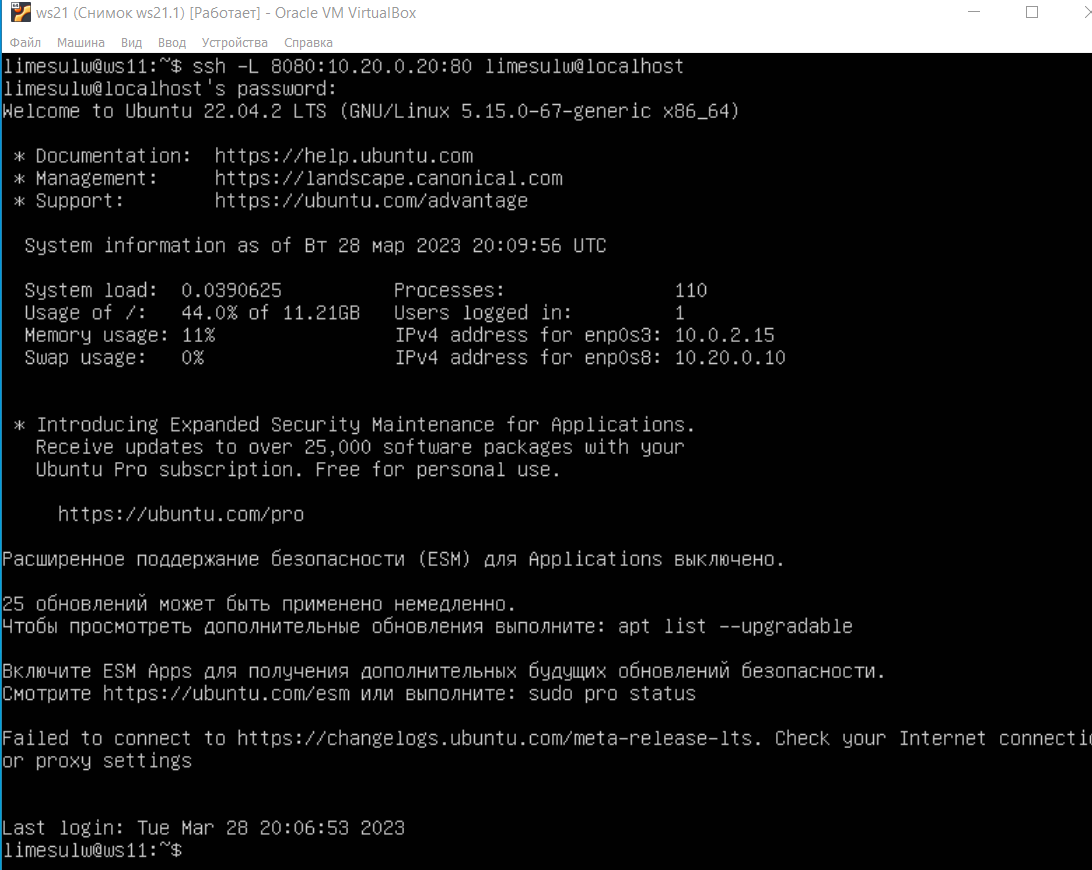 ws21 (Снимок ws21.1) [Работает] - Oracle VM VirtualBox
Файл Машина Вид Ввод Устройства Справка
limesulw@ws11:~$ ssh -L 8080:10.20.0.20:80 limesulw@localhost
limesulw@localhost's password:
Welcome to Ubuntu 22.04.2 LTS (GNU/Linux 5.15.0-67-generic x86_64)
* Documentation: https://help.ubuntu.com
* Management: https://landscape.canonical.com
* Support: https://ubuntu.com/advantage
System information as of Вт 28 мар 2023 20:09:56 UTC
System load: 0.0390625 Processes: 110
Usage of /: 44.0% of 11.21GB Users logged in: 1
Memory usage: 11% IPv4 address for enp0s3: 10.0.2.15
Swap usage: 0% IPv4 address for enp0s8: 10.20.0.10
* Introducing Expanded Security Maintenance for Applications.
Receive updates to over 25,000 software packages with your
Ubuntu Pro subscription. Free for personal use.
https://ubuntu.com/pro
Расширенное поддержание безопасности (ESM) для Applications выключено.
25 обновлений может быть применено немедленно.
Чтобы просмотреть дополнительные обновления выполните: apt list --upgradable
Включите ESM Apps для получения дополнительных будущих обновлений безопасности.
Смотрите https://ubuntu.com/esm или выполните: sudo pro status
Failed to connect to https://changelogs.ubuntu.com/meta-release-lts. Check your Internet connectio
or proxy settings
Last login: Tue Mar 28 20:06:53 2023
limesulw@ws11:~$